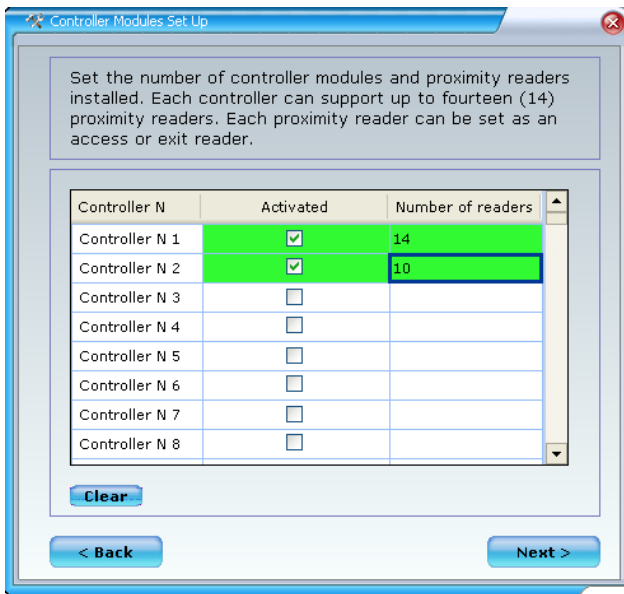 Controller Modules Set Up
Set the number of controller modules and proximity readers
installed. Each controller can support up to fourteen (14)
proximity readers. Each proximity reader can be set as an
access or exit reader.
Controller N Activated Number of readers
Controller N 1 14
Controller N 2 10
Controller N 3
Controller N 4
Controller N 5
Controller N 6
Controller N 7
Controller N 8
Clear
< Back Next >